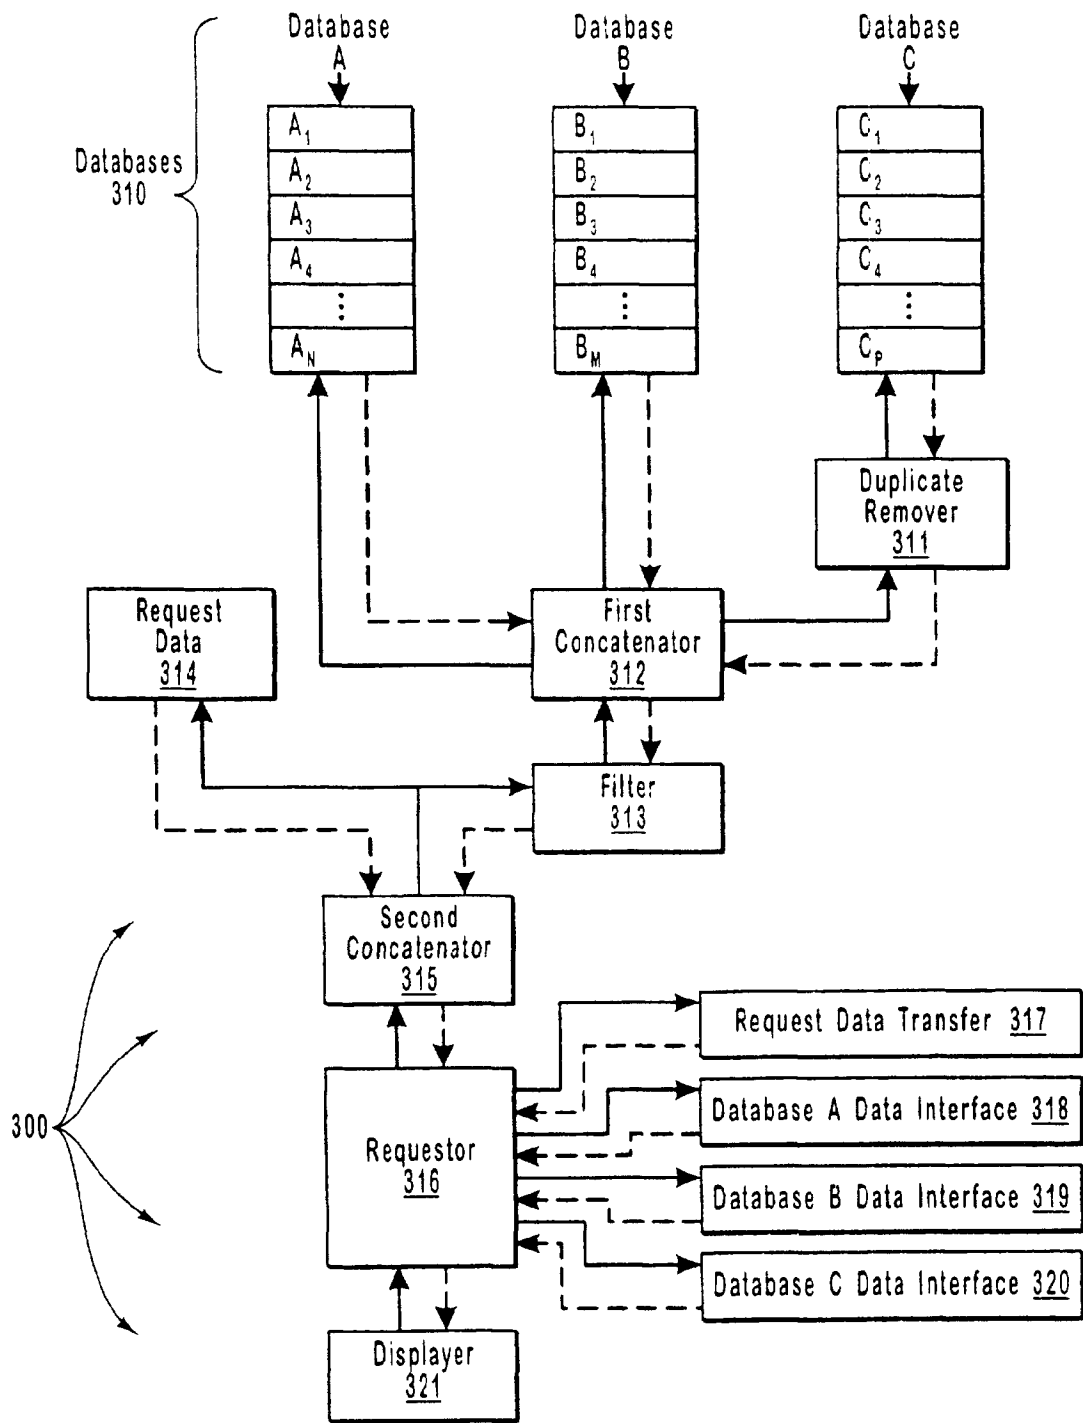 Database
A
Database
B
Database
C
Databases
310
A1
A2
A3
A4
⋮
AN
B1
B2
B3
B4
⋮
BM
C1
C2
C3
C4
⋮
CP
Duplicate
Remover
311
Request
Data
314
First
Concatenator
312
Filter
313
Second
Concatenator
315
300
Requestor
316
Request Data Transfer 317
Database A Data Interface 318
Database B Data Interface 319
Database C Data Interface 320
Displayer
321